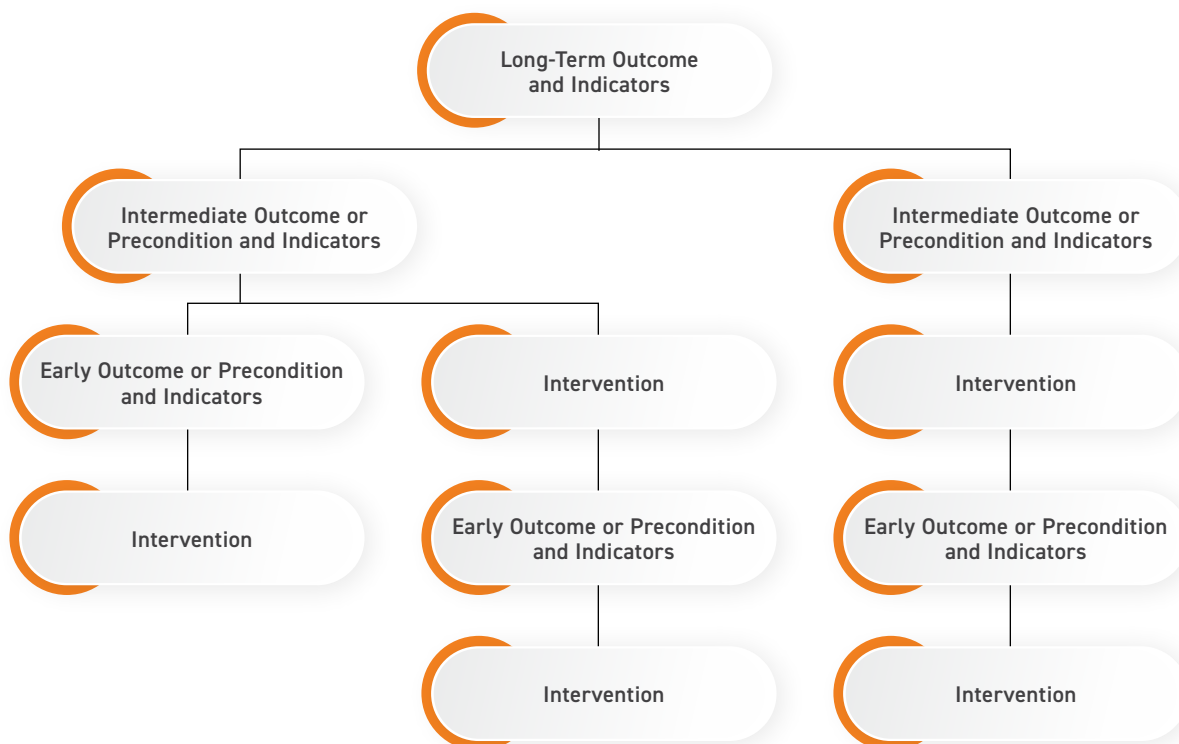 Long-Term Outcome
and Indicators
Intermediate Outcome or
Precondition and Indicators
Intermediate Outcome or
Precondition and Indicators
Early Outcome or Precondition
and Indicators
Intervention
Intervention
Intervention
Early Outcome or Precondition
and Indicators
Early Outcome or Precondition
and Indicators
Intervention
Intervention